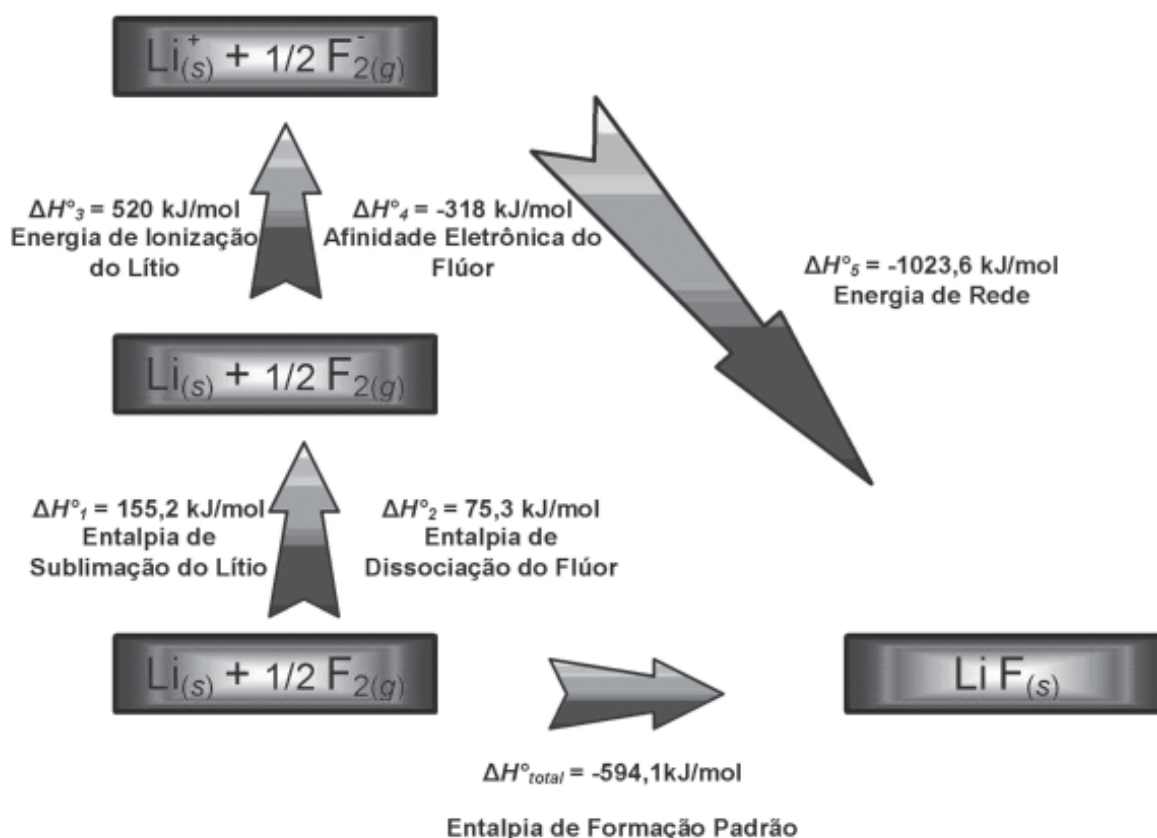 Li⁺(s) + 1/2 F⁻2(g)
ΔH°3 = 520 kJ/mol
Energia de Ionização
do Lítio
ΔH°4 = -318 kJ/mol
Afinidade Eletrônica do
Flúor
ΔH°5 = -1023,6 kJ/mol
Energia de Rede
Li(s) + 1/2 F2(g)
ΔH°1 = 155,2 kJ/mol
Entalpia de
Sublimação do Lítio
ΔH°2 = 75,3 kJ/mol
Entalpia de
Dissociação do Flúor
Li(s) + 1/2 F2(g)
Li F(s)
ΔH°total = -594,1kJ/mol
Entalpia de Formação Padrão